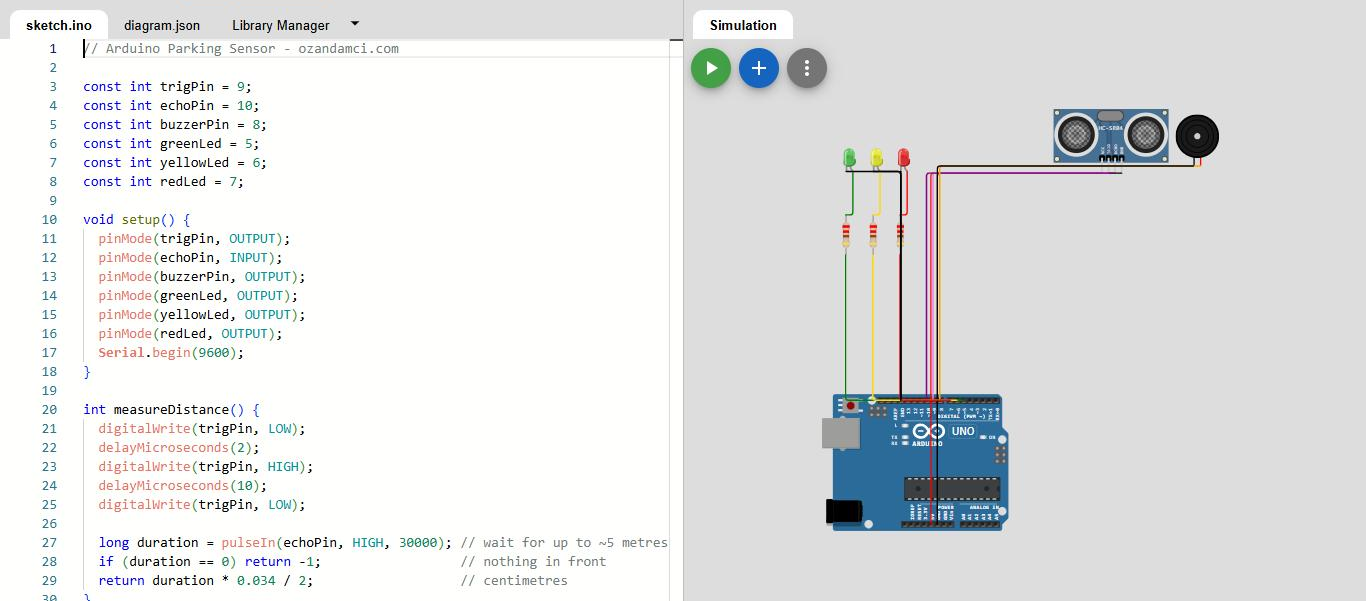 sketch.ino diagram.json Library Manager
Simulation
1 // Arduino Parking Sensor - ozandamci.com
2
3 const int trigPin = 9;
4 const int echoPin = 10;
5 const int buzzerPin = 8;
6 const int greenLed = 5;
7 const int yellowLed = 6;
8 const int redLed = 7;
9
10 void setup() {
11 pinMode(trigPin, OUTPUT);
12 pinMode(echoPin, INPUT);
13 pinMode(buzzerPin, OUTPUT);
14 pinMode(greenLed, OUTPUT);
15 pinMode(yellowLed, OUTPUT);
16 pinMode(redLed, OUTPUT);
17 Serial.begin(9600);
18 }
19
20 int measureDistance() {
21 digitalWrite(trigPin, LOW);
22 delayMicroseconds(2);
23 digitalWrite(trigPin, HIGH);
24 delayMicroseconds(10);
25 digitalWrite(trigPin, LOW);
26
27 long duration = pulseIn(echoPin, HIGH, 30000); // wait for up to ~5 metres
28 if (duration == 0) return -1; // nothing in front
29 return duration * 0.034 / 2; // centimetres
30 }
HC-SR04
DIGITAL (PWM ~)
L
TX
RX
UNO
ON
ARDUINO
POWER
ANALOG IN